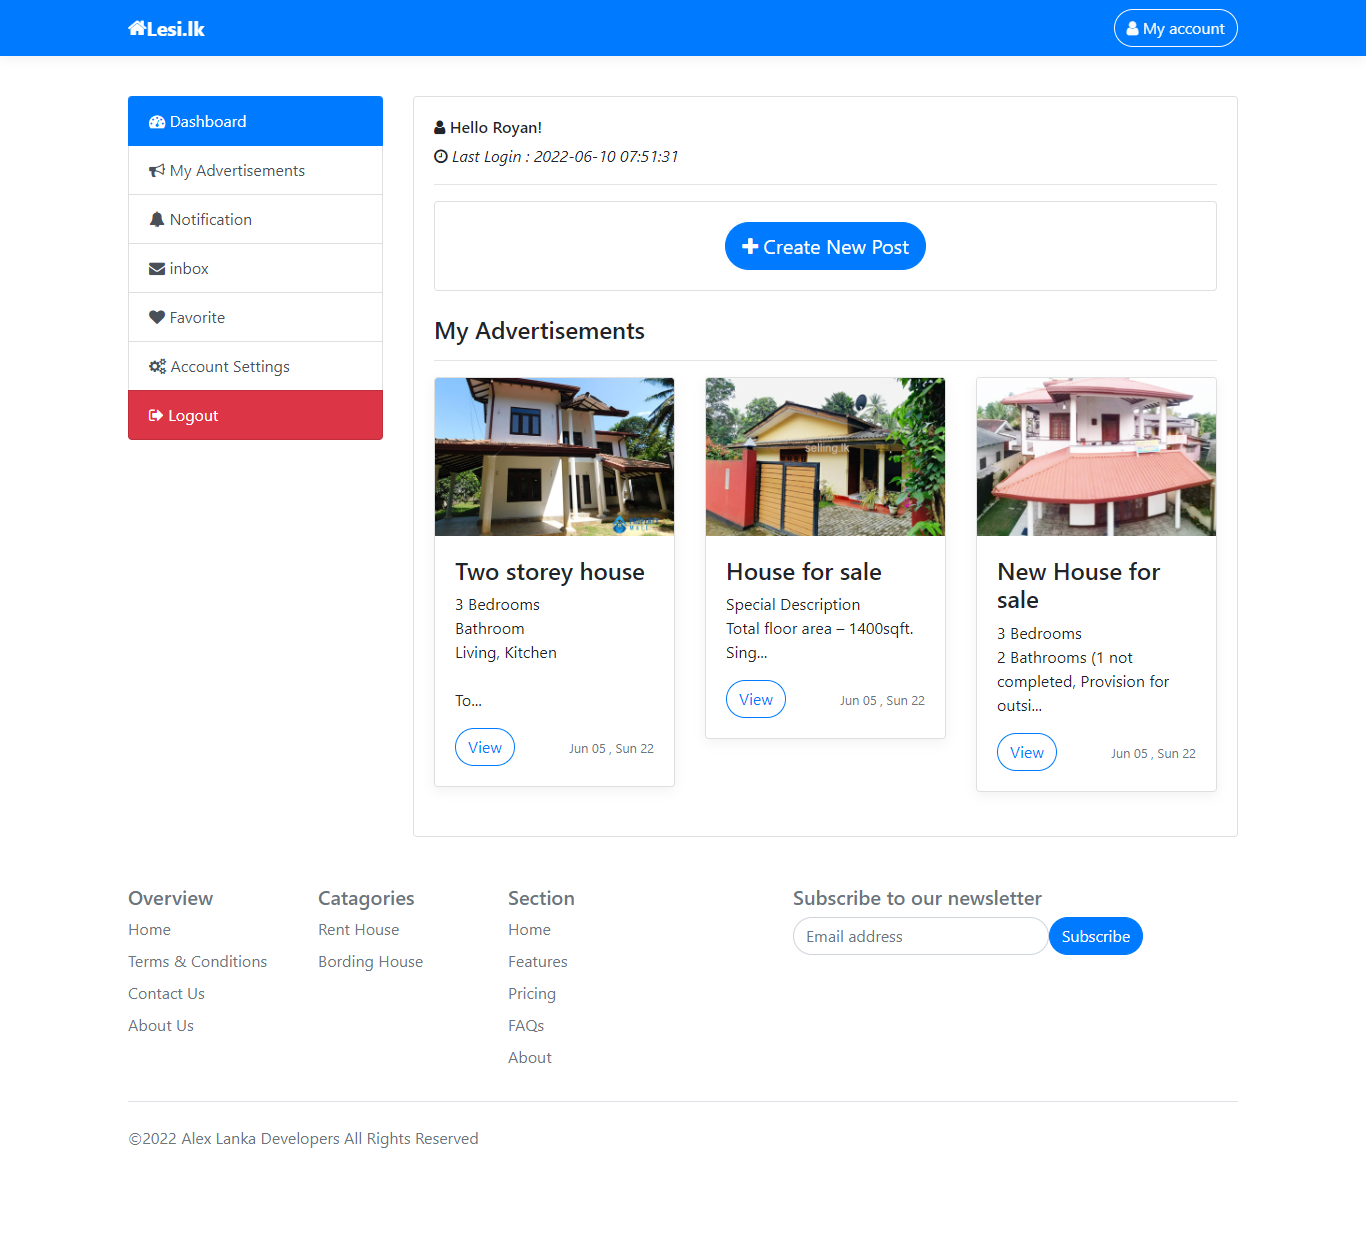 Lesi.lk
My account
Dashboard
My Advertisements
Notification
inbox
Favorite
Account Settings
Logout
Hello Royan!
Last Login : 2022-06-10 07:51:31
Create New Post
My Advertisements
selling.lk
Two storey house
3 Bedrooms
Bathroom
Living, Kitchen
To...
View
Jun 05 , Sun 22
House for sale
Special Description
Total floor area – 1400sqft.
Sing...
View
Jun 05 , Sun 22
New House for
sale
3 Bedrooms
2 Bathrooms (1 not
completed, Provision for
outsi...
View
Jun 05 , Sun 22
Overview
Home
Terms & Conditions
Contact Us
About Us
Catagories
Rent House
Bording House
Section
Home
Features
Pricing
FAQs
About
Subscribe to our newsletter
Email address
Subscribe
©2022 Alex Lanka Developers All Rights Reserved